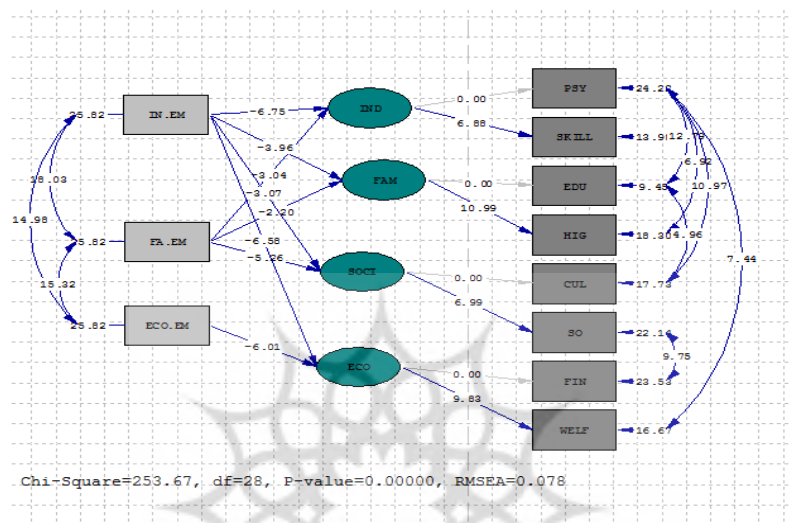 PSY
24.2
0.00
25.82
IN.EM
-6.75
IND
6.88
SKILL
13.9
12.
-3.96
6.92
-3.04
FAM
0.00
EDU
9.45
10.97
18.03
-3.07
14.98
-2.20
10.99
HIG
18.30
4.96
25.82
FA.EM
-6.58
-5.26
SOCI
0.00
CUL
17.73
7.44
15.32
6.99
25.82
ECO.EM
SO
22.1
-6.01
9.75
ECO
0.00
FIN
23.53
9.83
WELF
16.67
Chi-Square=253.67, df=28, P-value=0.00000, RMSEA=0.078